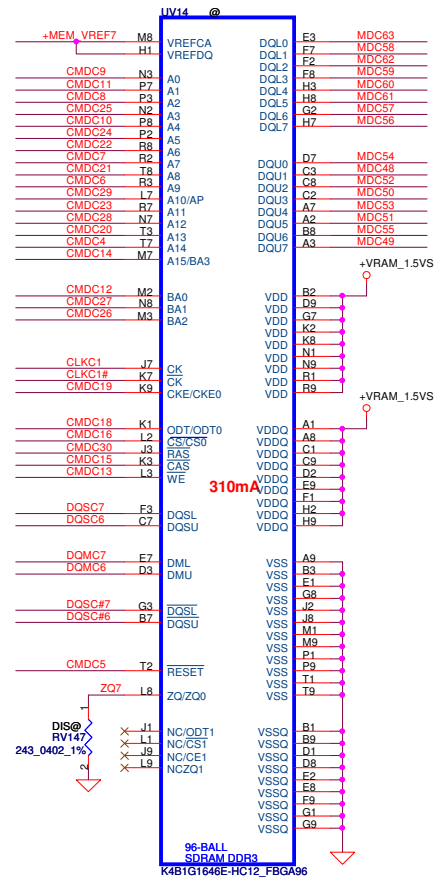 UV14 @
+MEM_VREF7 M8 VREFCA
H1 VREFDQ
CMDC9 N3 A0
CMDC11 P7 A1
CMDC8 P3 A2
CMDC25 N2 A3
CMDC10 P8 A4
CMDC24 P2 A5
CMDC22 R8 A6
CMDC7 R2 A7
CMDC21 T8 A8
CMDC6 R3 A9
CMDC29 L7 A10/AP
CMDC23 R7 A11
CMDC28 N7 A12
CMDC20 T3 A13
CMDC4 T7 A14
CMDC14 M7 A15/BA3
CMDC12 M2 BA0
CMDC27 N8 BA1
CMDC26 M3 BA2
CLKC1 J7 CK
CLKC1# K7 CK
CMDC19 K9 CKE/CKE0
CMDC18 K1 ODT/ODT0
CMDC16 L2 CS/CS0
CMDC30 J3 RAS
CMDC15 K3 CAS
CMDC13 L3 WE
DQSC7 F3 DQSL
DQSC6 C7 DQSU
DQMC7 E7 DML
DQMC6 D3 DMU
DQSC#7 G3 DQSL
DQSC#6 B7 DQSU
CMDC5 T2 RESET
ZQ7 L8 ZQ/ZQ0
1
DIS@
RV147
243_0402_1%
2
J1 NC/ODT1
L1 NC/CS1
J9 NC/CE1
L9 NCZQ1
DQL0 E3 MDC63
DQL1 F7 MDC58
DQL2 F2 MDC62
DQL3 F8 MDC59
DQL4 H3 MDC60
DQL5 H8 MDC61
DQL6 G2 MDC57
DQL7 H7 MDC56
DQU0 D7 MDC54
DQU1 C3 MDC48
DQU2 C8 MDC52
DQU3 C2 MDC50
DQU4 A7 MDC53
DQU5 A2 MDC51
DQU6 B8 MDC55
DQU7 A3 MDC49
+VRAM_1.5VS
VDD B2
VDD D9
VDD G7
VDD K2
VDD K8
VDD N1
VDD N9
VDD R1
VDD R9
+VRAM_1.5VS
VDDQ A1
VDDQ A8
VDDQ C1
VDDQ C9
VDDQ D2
VDDQ E9
VDDQ F1
VDDQ H2
VDDQ H9
310mA
VSS A9
VSS B3
VSS E1
VSS G8
VSS J2
VSS J8
VSS M1
VSS M9
VSS P1
VSS P9
VSS T1
VSS T9
VSSQ B1
VSSQ B9
VSSQ D1
VSSQ D8
VSSQ E2
VSSQ E8
VSSQ F9
VSSQ G1
VSSQ G9
96-BALL
SDRAM DDR3
K4B1G1646E-HC12_FBGA96